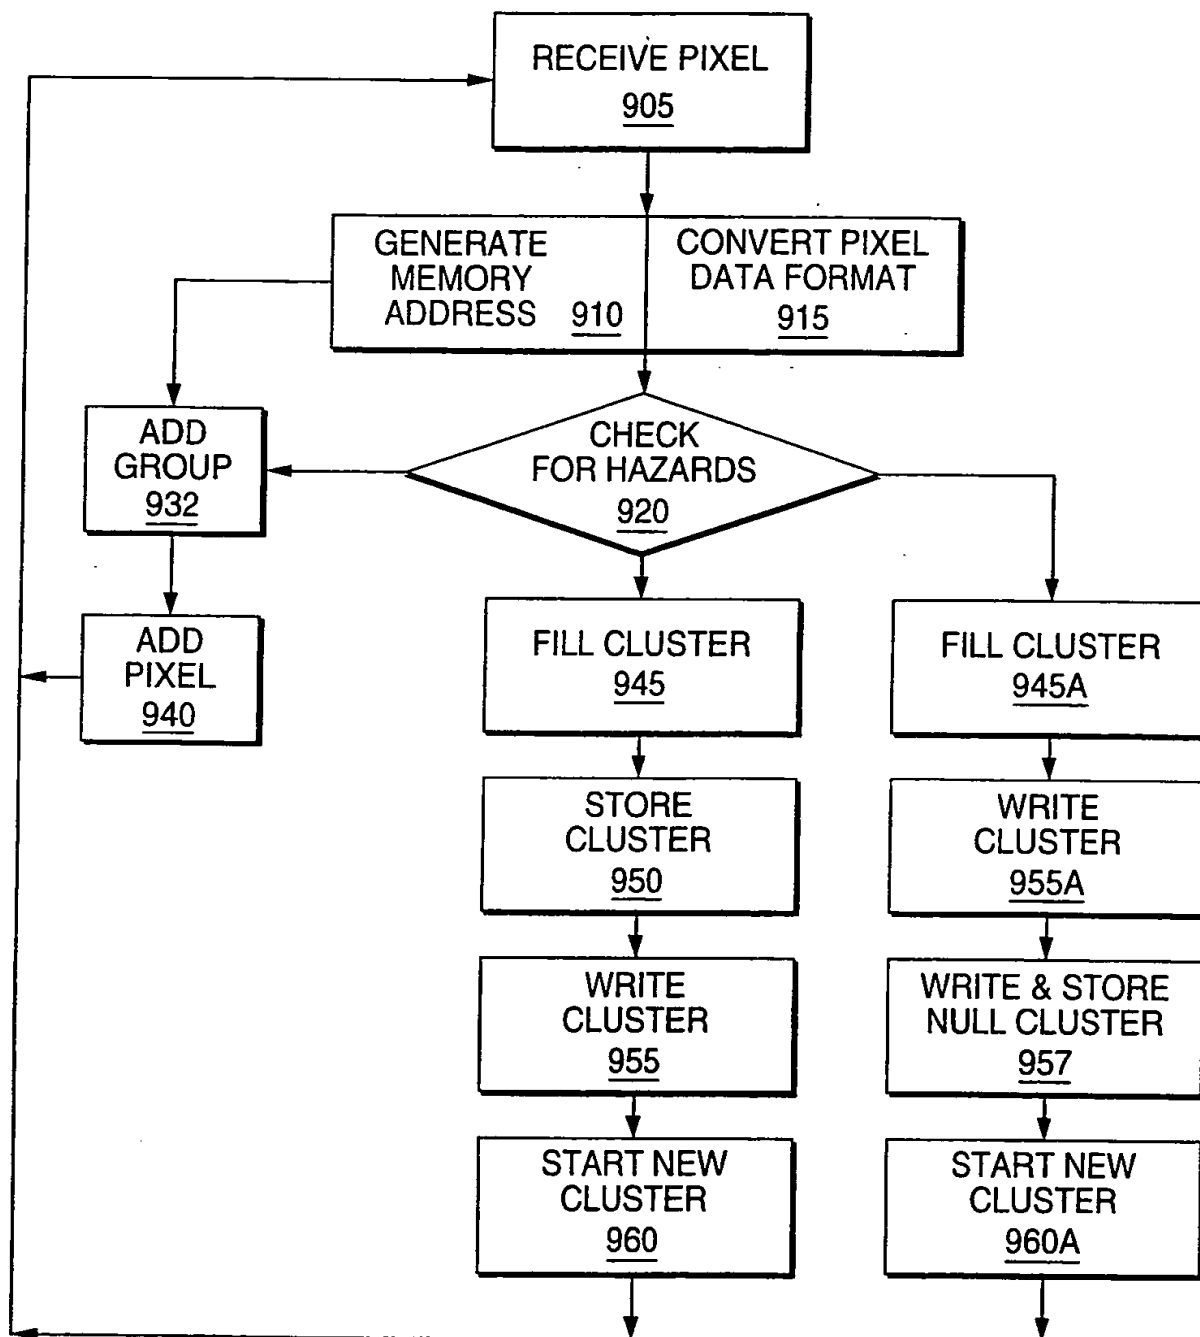 RECEIVE PIXEL
905
GENERATE
MEMORY
ADDRESS 910
CONVERT PIXEL
DATA FORMAT
915
ADD
GROUP
932
CHECK
FOR HAZARDS
920
ADD
PIXEL
940
FILL CLUSTER
945
FILL CLUSTER
945A
STORE
CLUSTER
950
WRITE
CLUSTER
955A
WRITE
CLUSTER
955
WRITE & STORE
NULL CLUSTER
957
START NEW
CLUSTER
960
START NEW
CLUSTER
960A